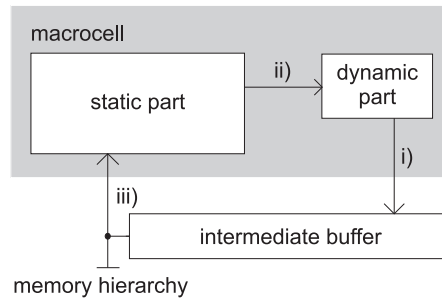 macrocell
static part
ii)
dynamic
part
i)
iii)
intermediate buffer
memory hierarchy